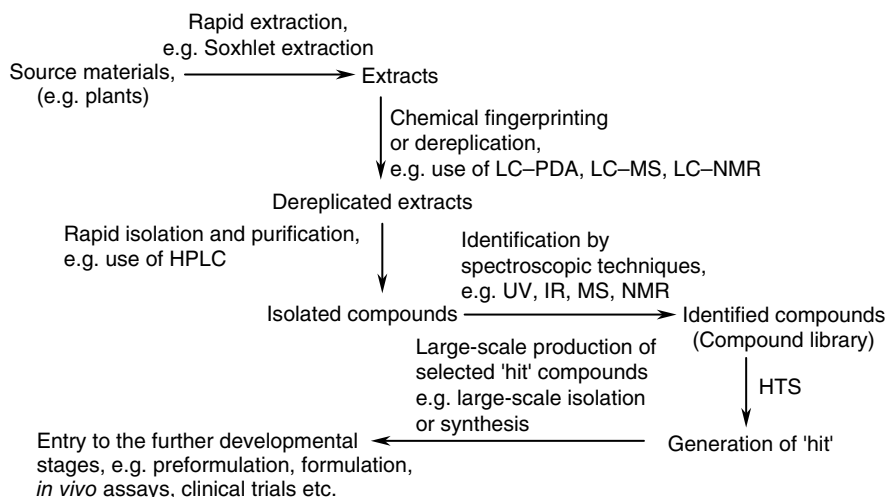 Rapid extraction,
e.g. Soxhlet extraction
Source materials,
(e.g. plants)
Extracts
Chemical fingerprinting
or dereplication,
e.g. use of LC–PDA, LC–MS, LC–NMR
Dereplicated extracts
Rapid isolation and purification,
e.g. use of HPLC
Identification by
spectroscopic techniques,
e.g. UV, IR, MS, NMR
Isolated compounds
Identified compounds
(Compound library)
Large-scale production of
selected 'hit' compounds
e.g. large-scale isolation
or synthesis
HTS
Generation of 'hit'
Entry to the further developmental
stages, e.g. preformulation, formulation,
in vivo assays, clinical trials etc.